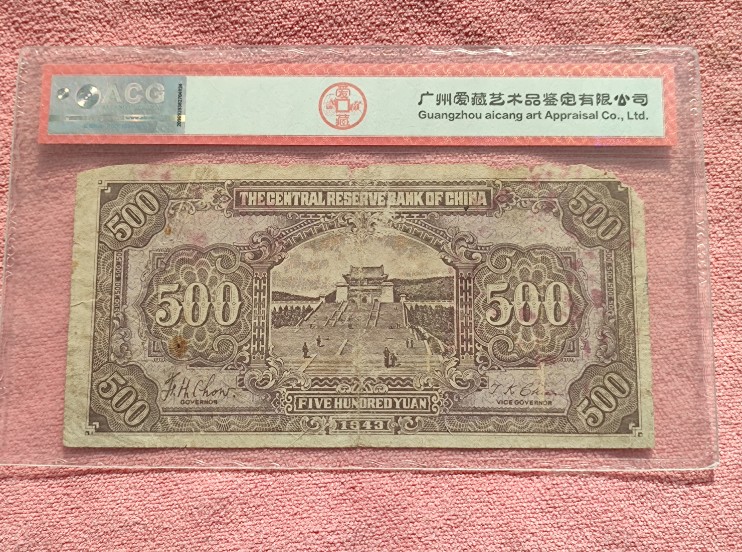 ACG
爱藏
广州爱藏艺术品鉴定有限公司
Guangzhou aicang art Appraisal Co., Ltd.
THE CENTRAL RESERVE BANK OF CHINA
500 500
500 500
500 500
GOVERNOR VICE GOVERNOR
FIVE HUNDRED YUAN
1943